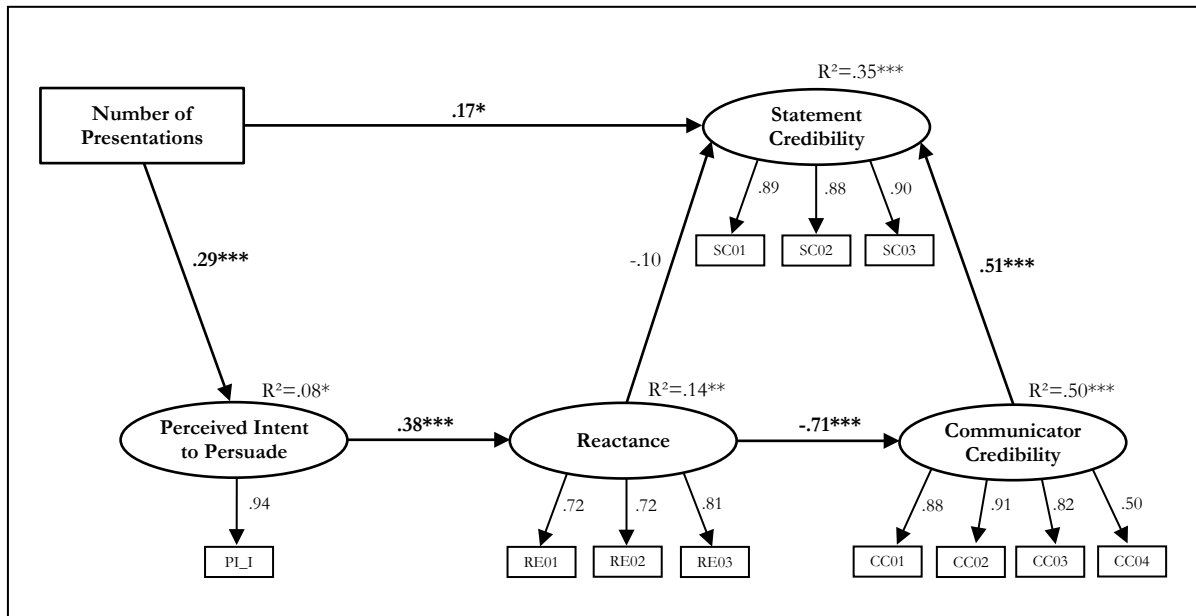 R²=.35***
Number of
Presentations
.17*
Statement
Credibility
.89
.88
.90
SC01
SC02
SC03
.29***
-.10
.51***
R²=.08*
R²=.14**
R²=.50***
Perceived Intent
to Persuade
.38***
Reactance
-.71***
Communicator
Credibility
.94
.72
.72
.81
.88
.91
.82
.50
PI_I
RE01
RE02
RE03
CC01
CC02
CC03
CC04